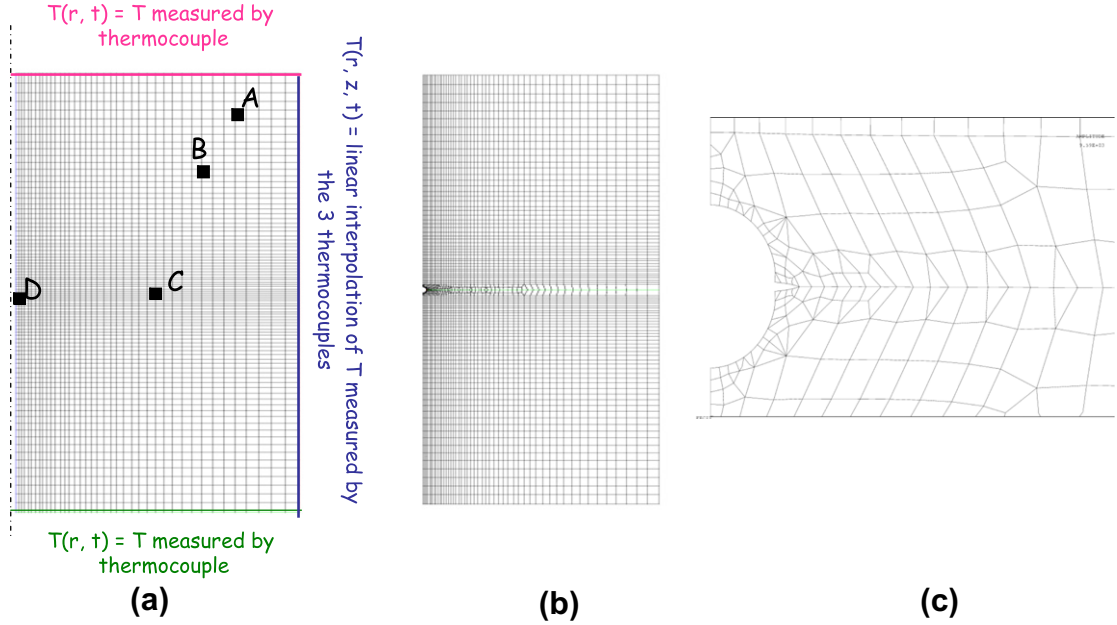 T(r, t) = T measured by
thermocouple
A
B
C
D
T(r, z, t) = linear interpolation of T measured by
the 3 thermocouples
T(r, t) = T measured by
thermocouple
(a)
(b)
(c)